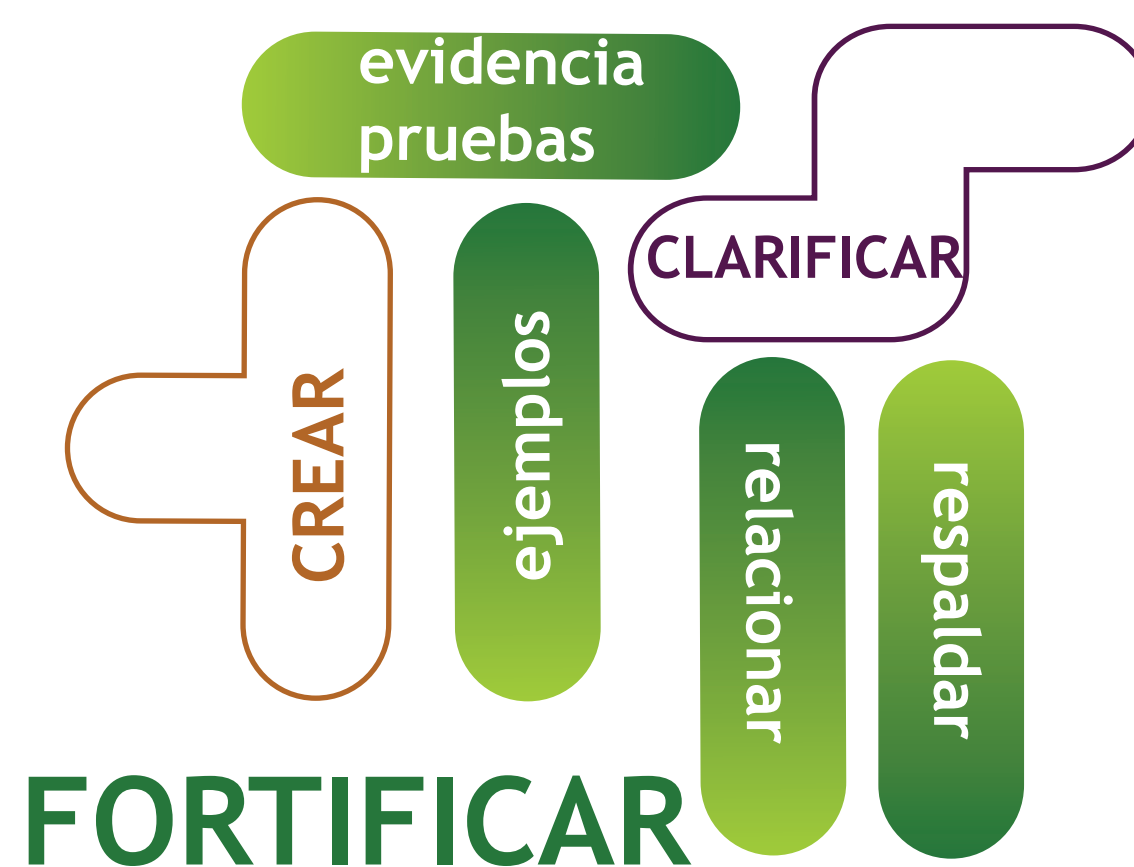 evidencia
pruebas
CLARIFICAR
CREAR
ejemplos
relacionar
respaldar
FORTIFICAR